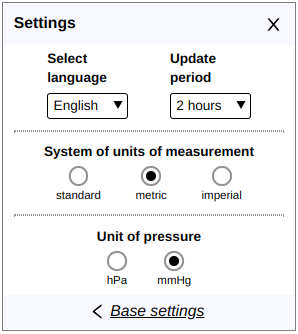 Settings
Select language
Update period
English
2 hours
System of units of measurement
standard
metric
imperial
Unit of pressure
hPa
mmHg
Base settings